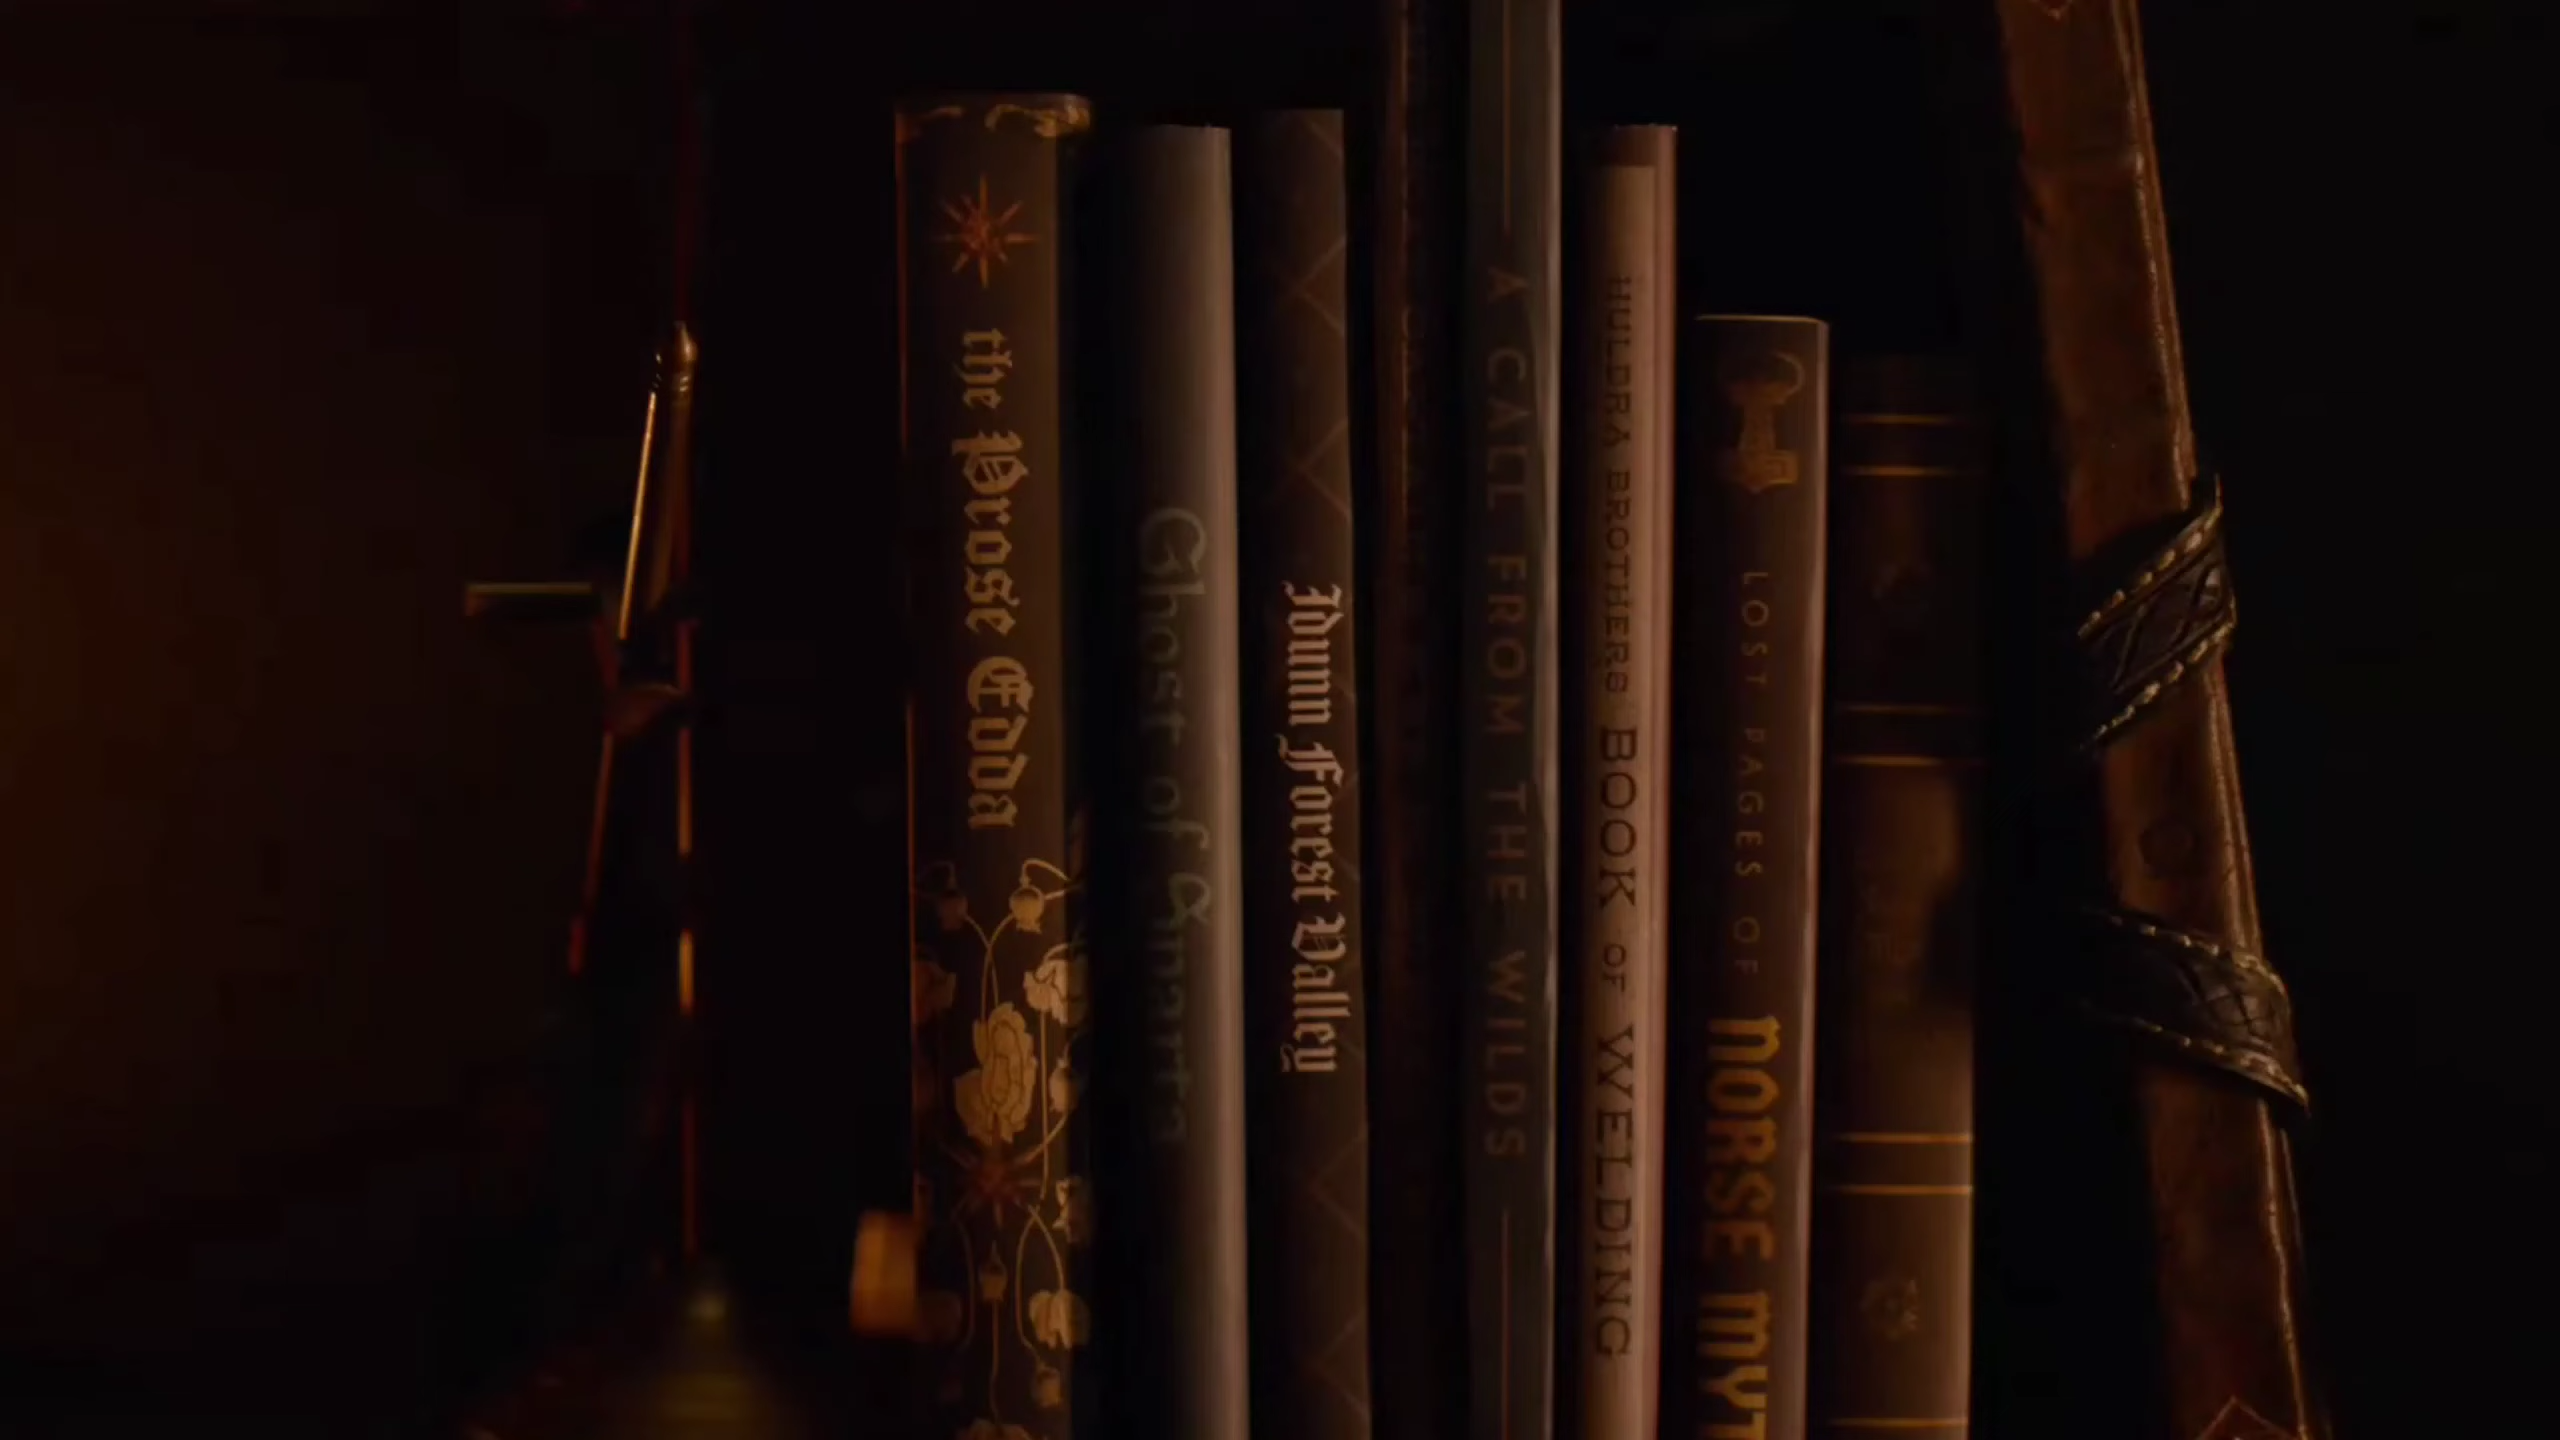 the Prose Edda
Ghost of Sparta
Idunn Forest Valley
A CALL FROM THE WILDS
HULDRA BROTHERS BOOK OF WELDING
LOST PAGES OF NORSE MYT